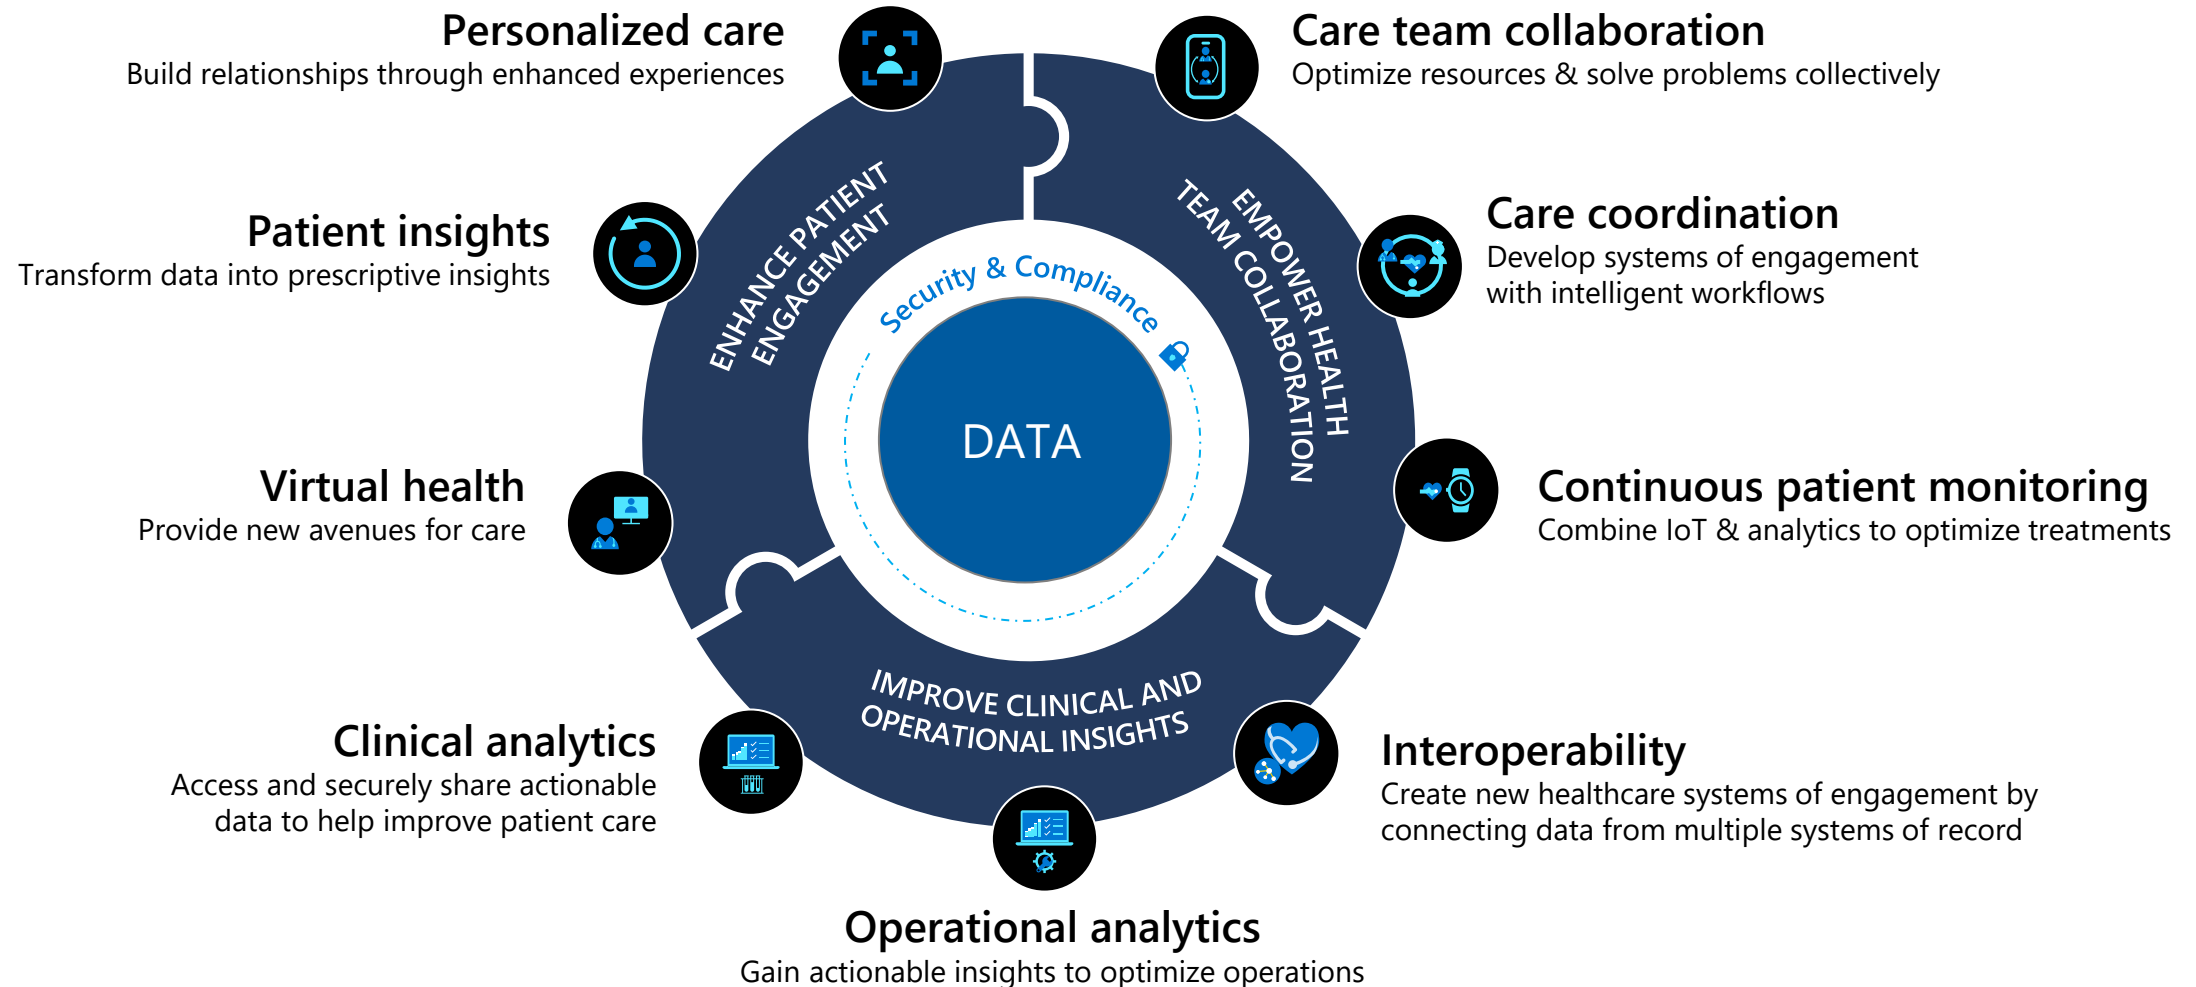 Personalized care
Build relationships through enhanced experiences
Care team collaboration
Optimize resources & solve problems collectively
Patient insights
Transform data into prescriptive insights
Care coordination
Develop systems of engagement
with intelligent workflows
ENHANCE PATIENT
ENGAGEMENT
EMPOWER HEALTH
TEAM COLLABORATION
Security & Compliance
DATA
Virtual health
Provide new avenues for care
Continuous patient monitoring
Combine IoT & analytics to optimize treatments
IMPROVE CLINICAL AND
OPERATIONAL INSIGHTS
Clinical analytics
Access and securely share actionable
data to help improve patient care
Interoperability
Create new healthcare systems of engagement by
connecting data from multiple systems of record
Operational analytics
Gain actionable insights to optimize operations